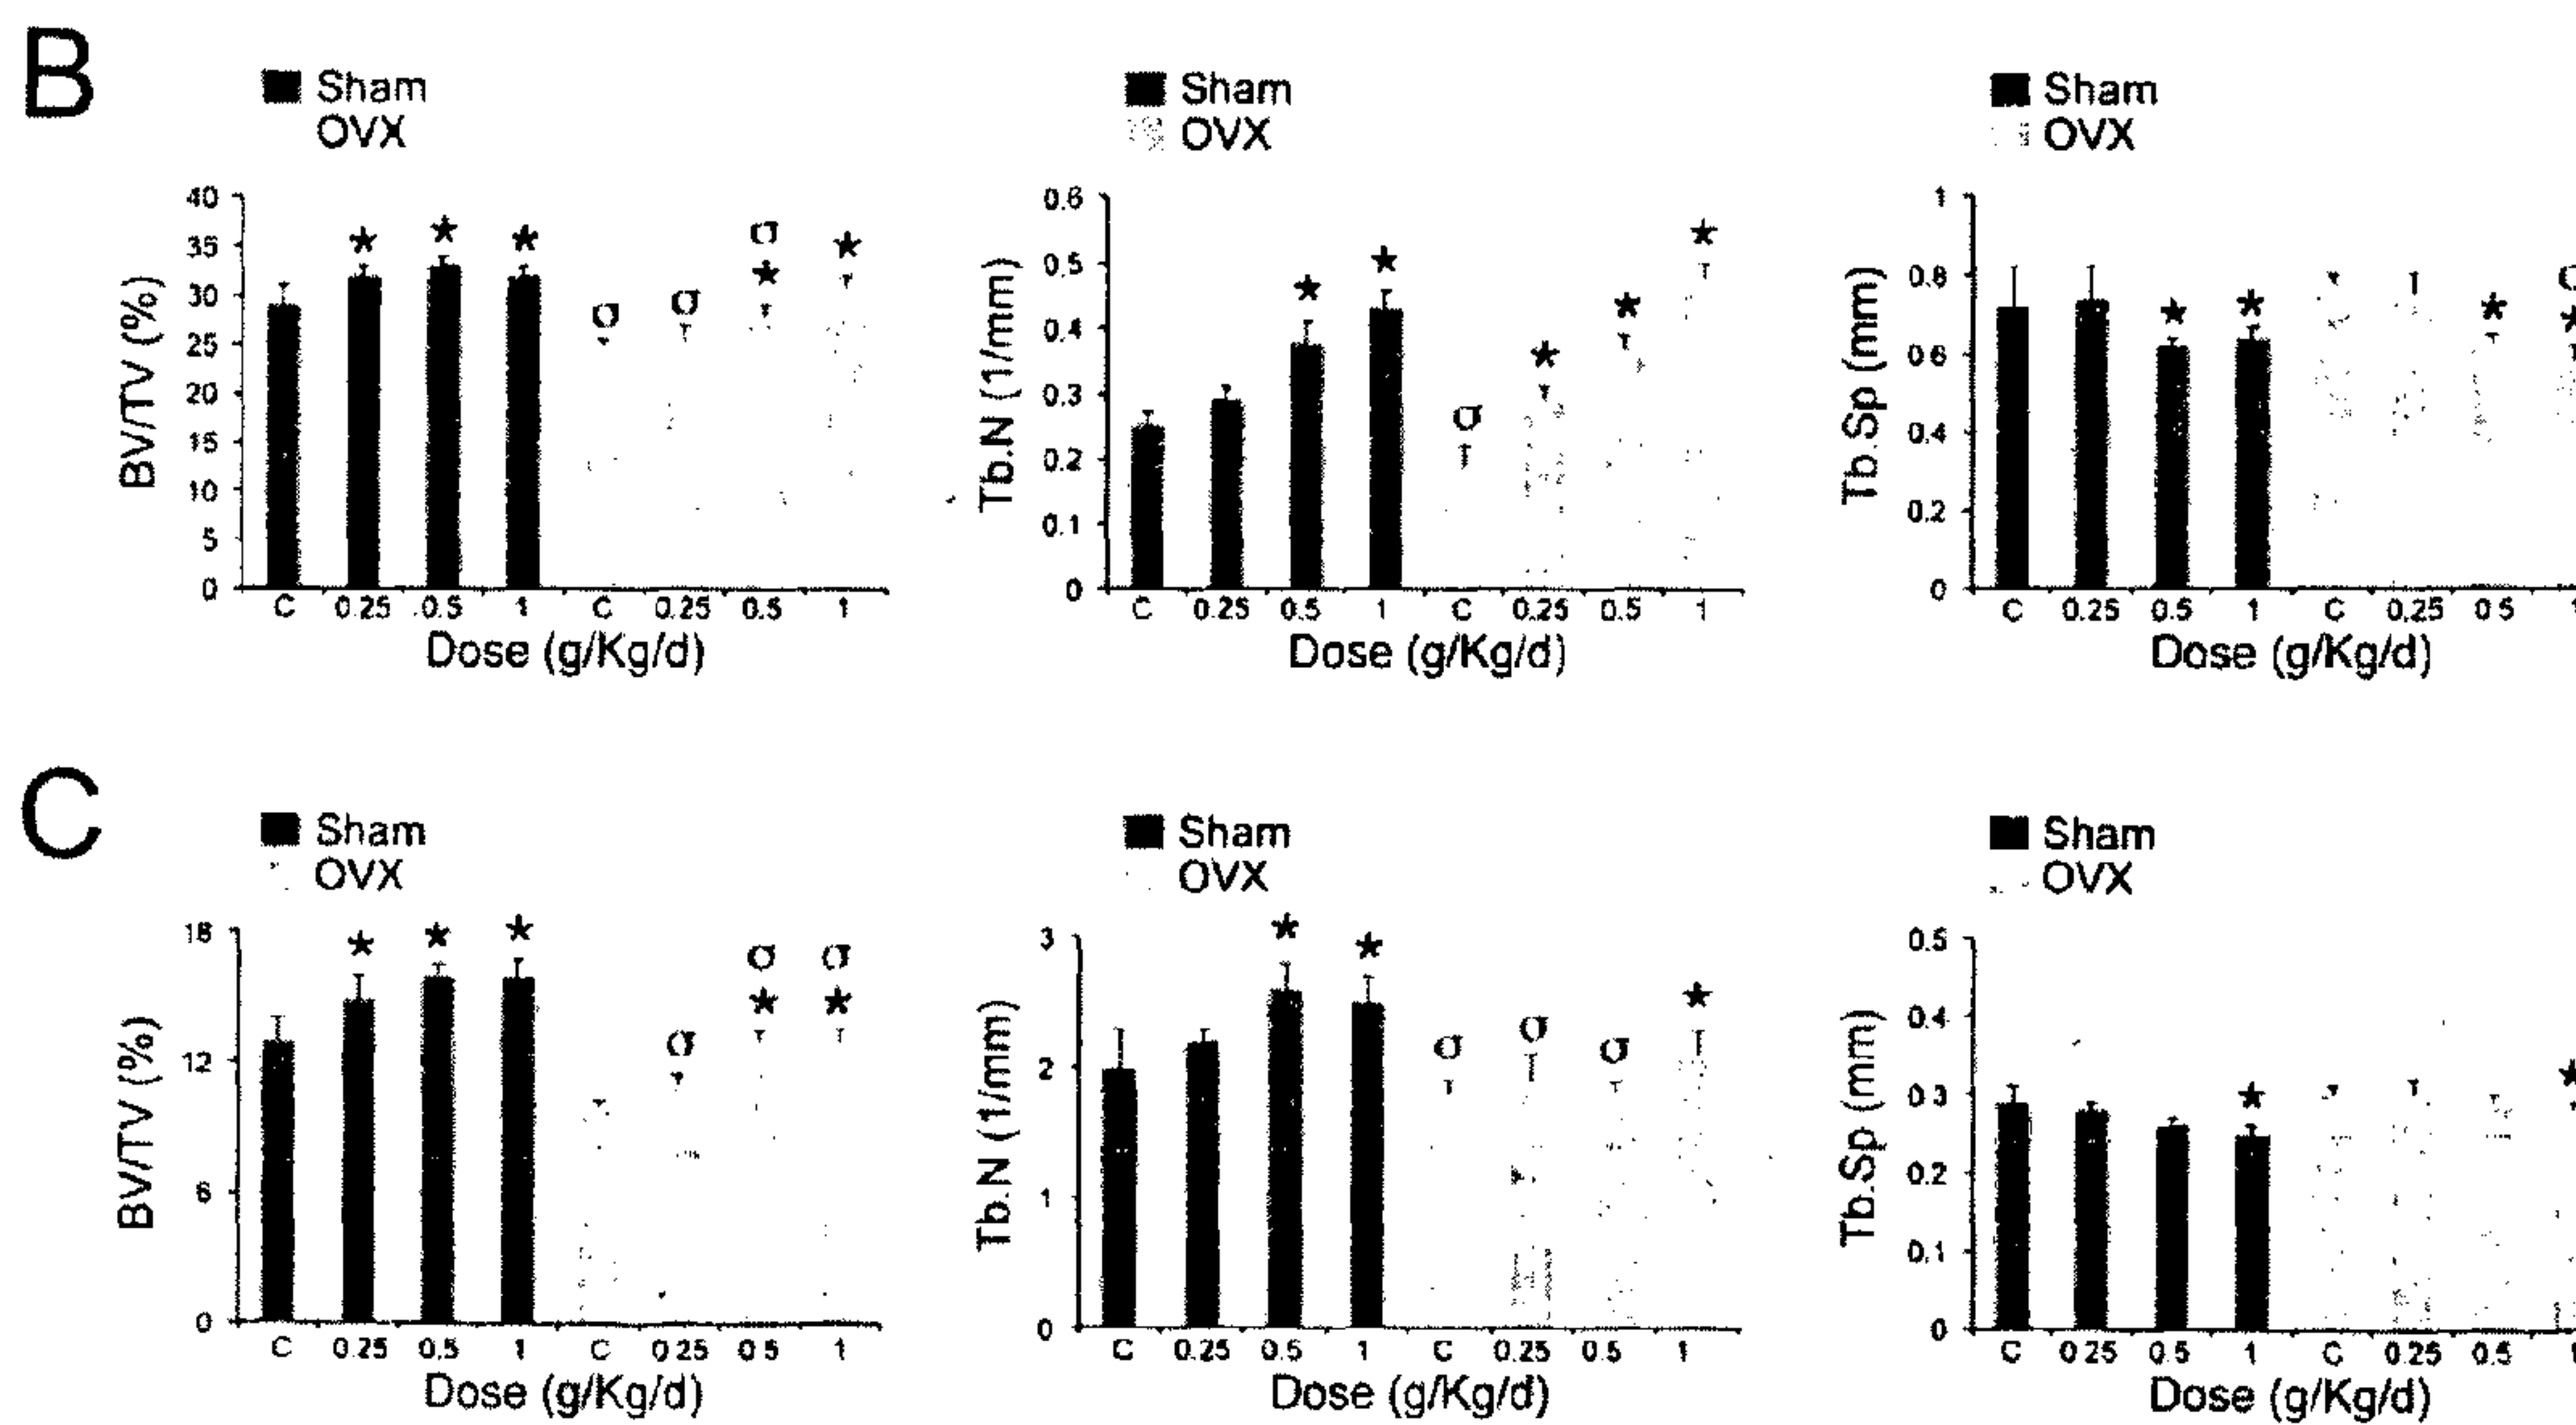 B
Sham
OVX
40
35
30
25
20
15
10
5
0
BV/TV (%)
★ ★ ★ σ σ σ ★ ★
C 0.25 0.5 1 C 0.25 0.5 1
Dose (g/Kg/d)
Sham
OVX
0.6
0.5
0.4
0.3
0.2
0.1
0
Tb.N (1/mm)
★ ★ σ ★ ★ ★
C 0.25 0.5 1 C 0.25 0.5 1
Dose (g/Kg/d)
Sham
OVX
1
0.8
0.6
0.4
0.2
0
Tb.Sp (mm)
★ ★ ★
C 0.25 0.5 1 C 0.25 0.5
Dose (g/Kg/d)
C
Sham
OVX
18
12
6
0
BV/TV (%)
★ ★ ★ σ σ ★ σ ★
C 0.25 0.5 1 C 0.25 0.5 1
Dose (g/Kg/d)
Sham
OVX
3
2
1
0
Tb.N (1/mm)
★ ★ σ σ σ ★
C 0.25 0.5 1 C 0.25 0.5 1
Dose (g/Kg/d)
Sham
OVX
0.5
0.4
0.3
0.2
0.1
0
Tb.Sp (mm)
★
C 0.25 0.5 1 C 0.25 0.5
Dose (g/Kg/d)